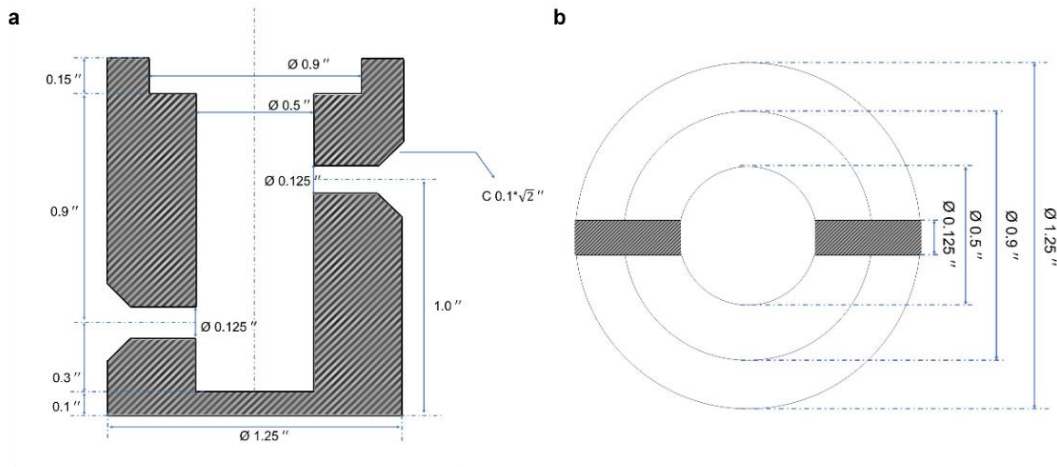 a
b
Ø 0.9 ″
0.15 ″
Ø 0.5 ″
Ø 0.125 ″
C 0.1*√2 ″
0.9 ″
1.0 ″
Ø 0.125 ″
0.3 ″
0.1 ″
Ø 1.25 ″
Ø 0.125 ″
Ø 0.5 ″
Ø 0.9 ″
Ø 1.25 ″